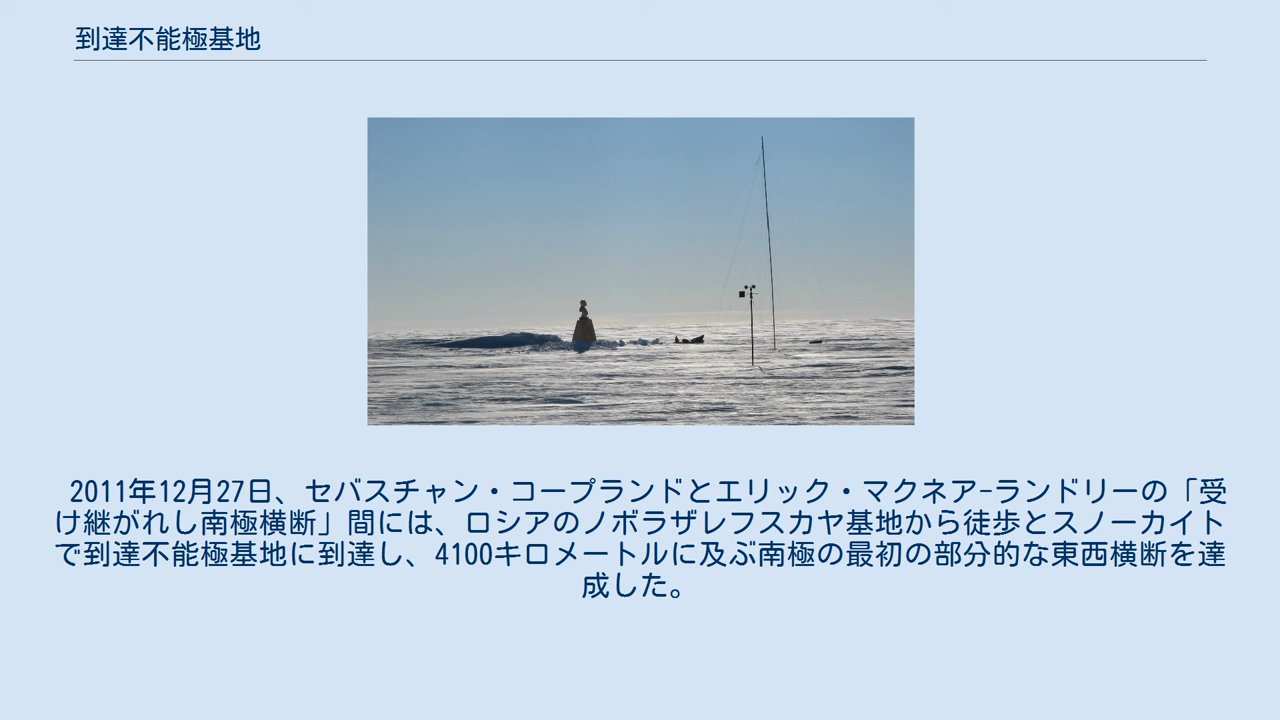 到達不能極基地
2011年12月27日、セバスチャン・コープランドとエリック・マクネア-ランドリーの「受
け継がれし南極横断」間には、ロシアのノボラザレフスカヤ基地から徒歩とスノーカイト
で到達不能極基地に到達し、4100キロメートルに及ぶ南極の最初の部分的な東西横断を達
成した。